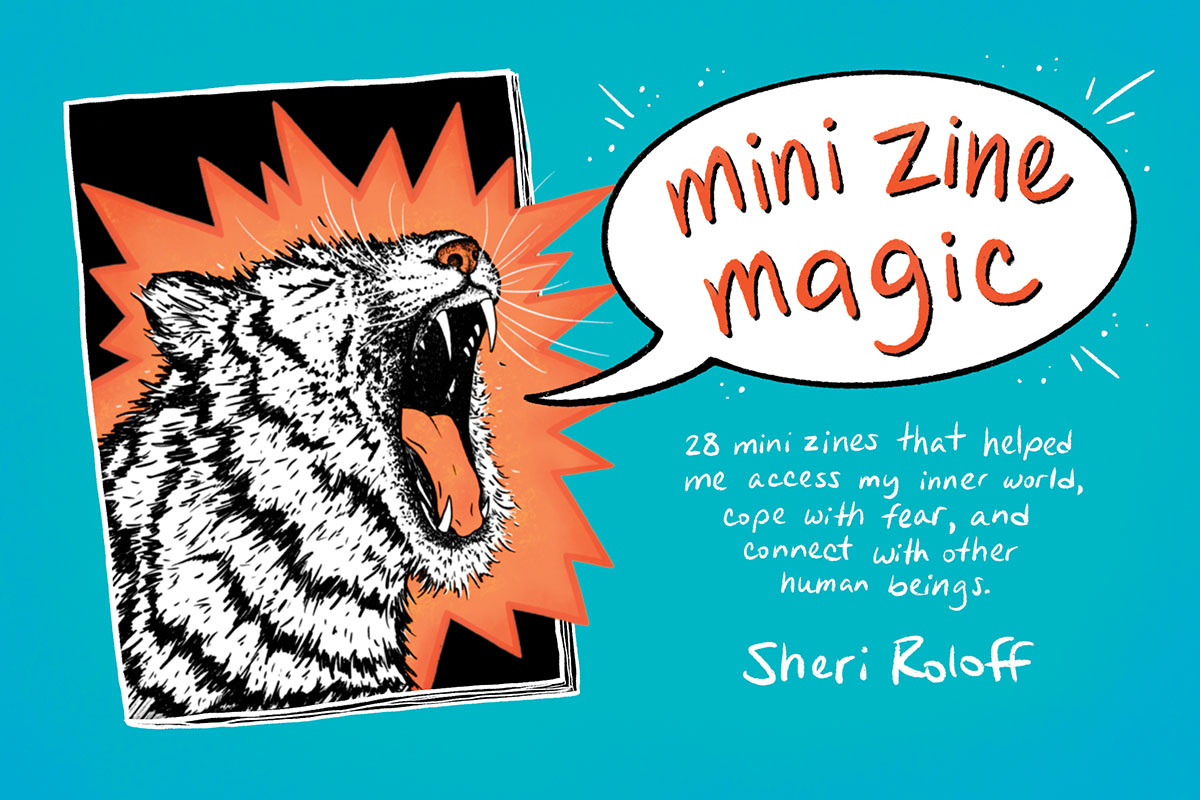 mini zine
magic
28 mini zines that helped
me access my inner world,
cope with fear, and
connect with other
human beings.
Sheri Roloff